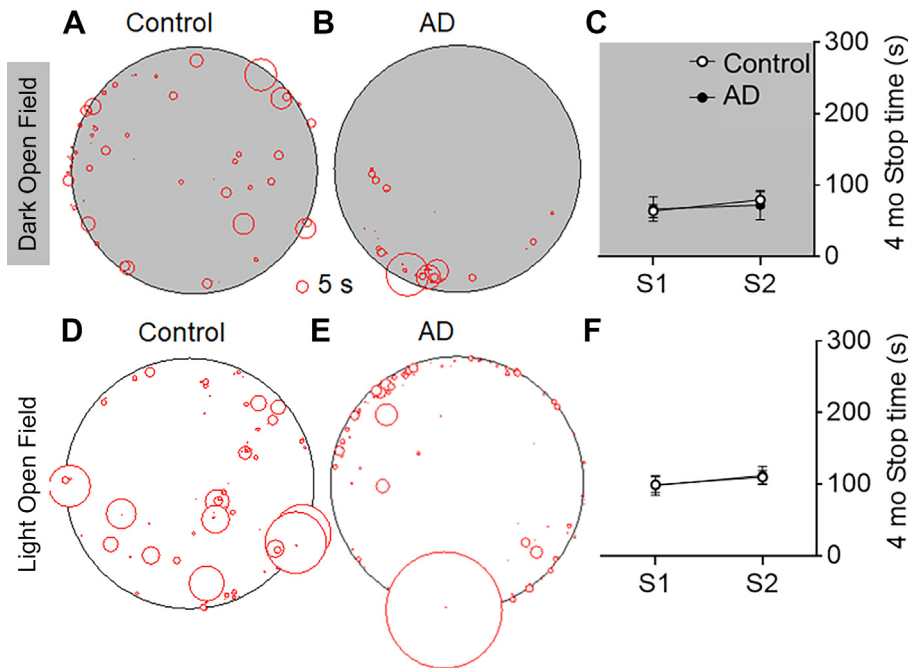 A Control
B AD
C
Dark Open Field
Control
AD
300
200
100
0
4 mo Stop time (s)
S1 S2
5 s
D Control
E AD
F
Light Open Field
300
200
100
0
4 mo Stop time (s)
S1 S2